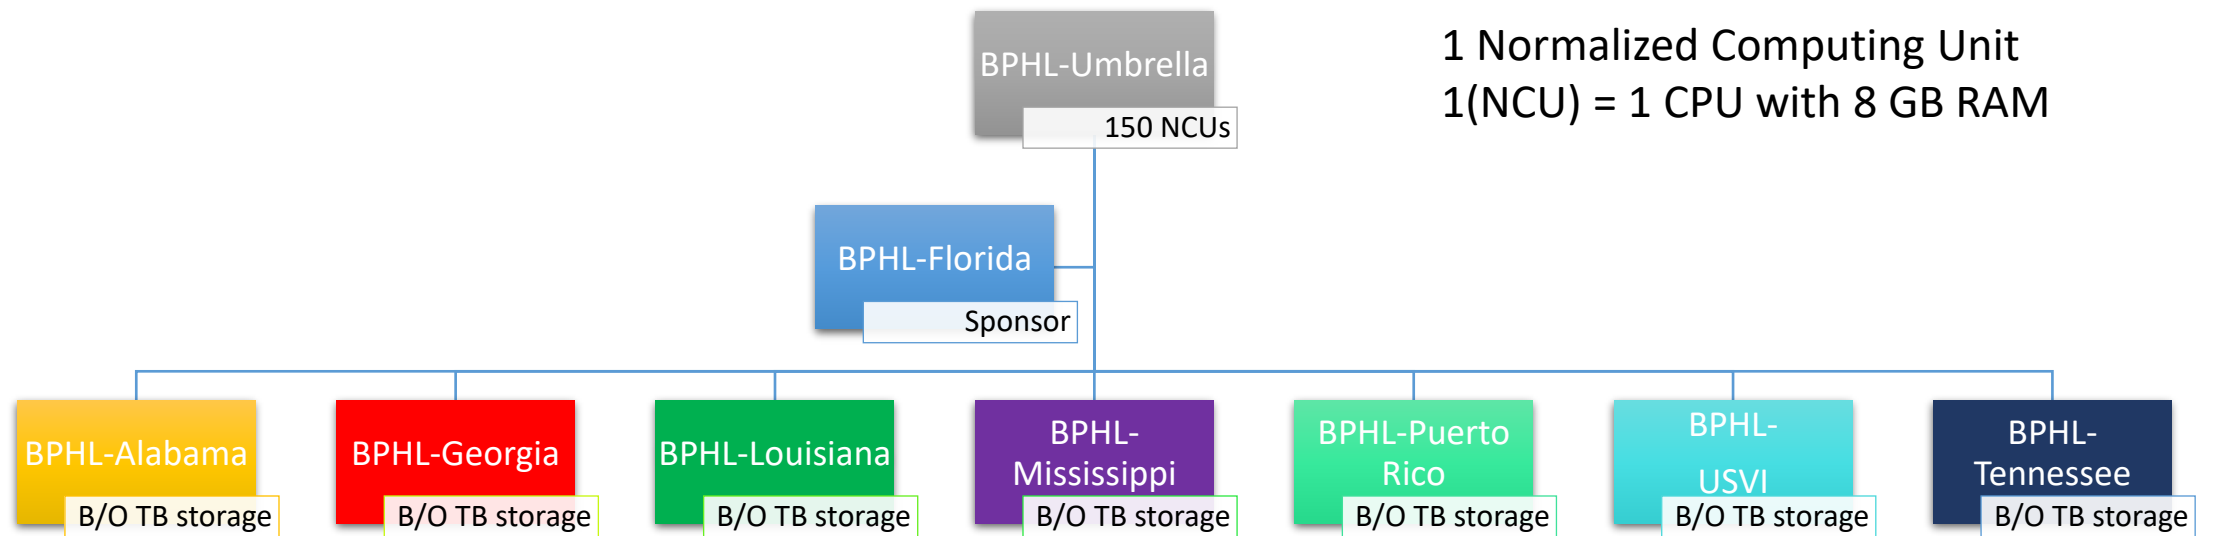 BPHL-Umbrella
150 NCUs
1 Normalized Computing Unit
1(NCU) = 1 CPU with 8 GB RAM
BPHL-Florida
Sponsor
BPHL-Alabama
B/O TB storage
BPHL-Georgia
B/O TB storage
BPHL-Louisiana
B/O TB storage
BPHL-
Mississippi
B/O TB storage
BPHL-Puerto
Rico
B/O TB storage
BPHL-
USVI
B/O TB storage
BPHL-
Tennessee
B/O TB storage